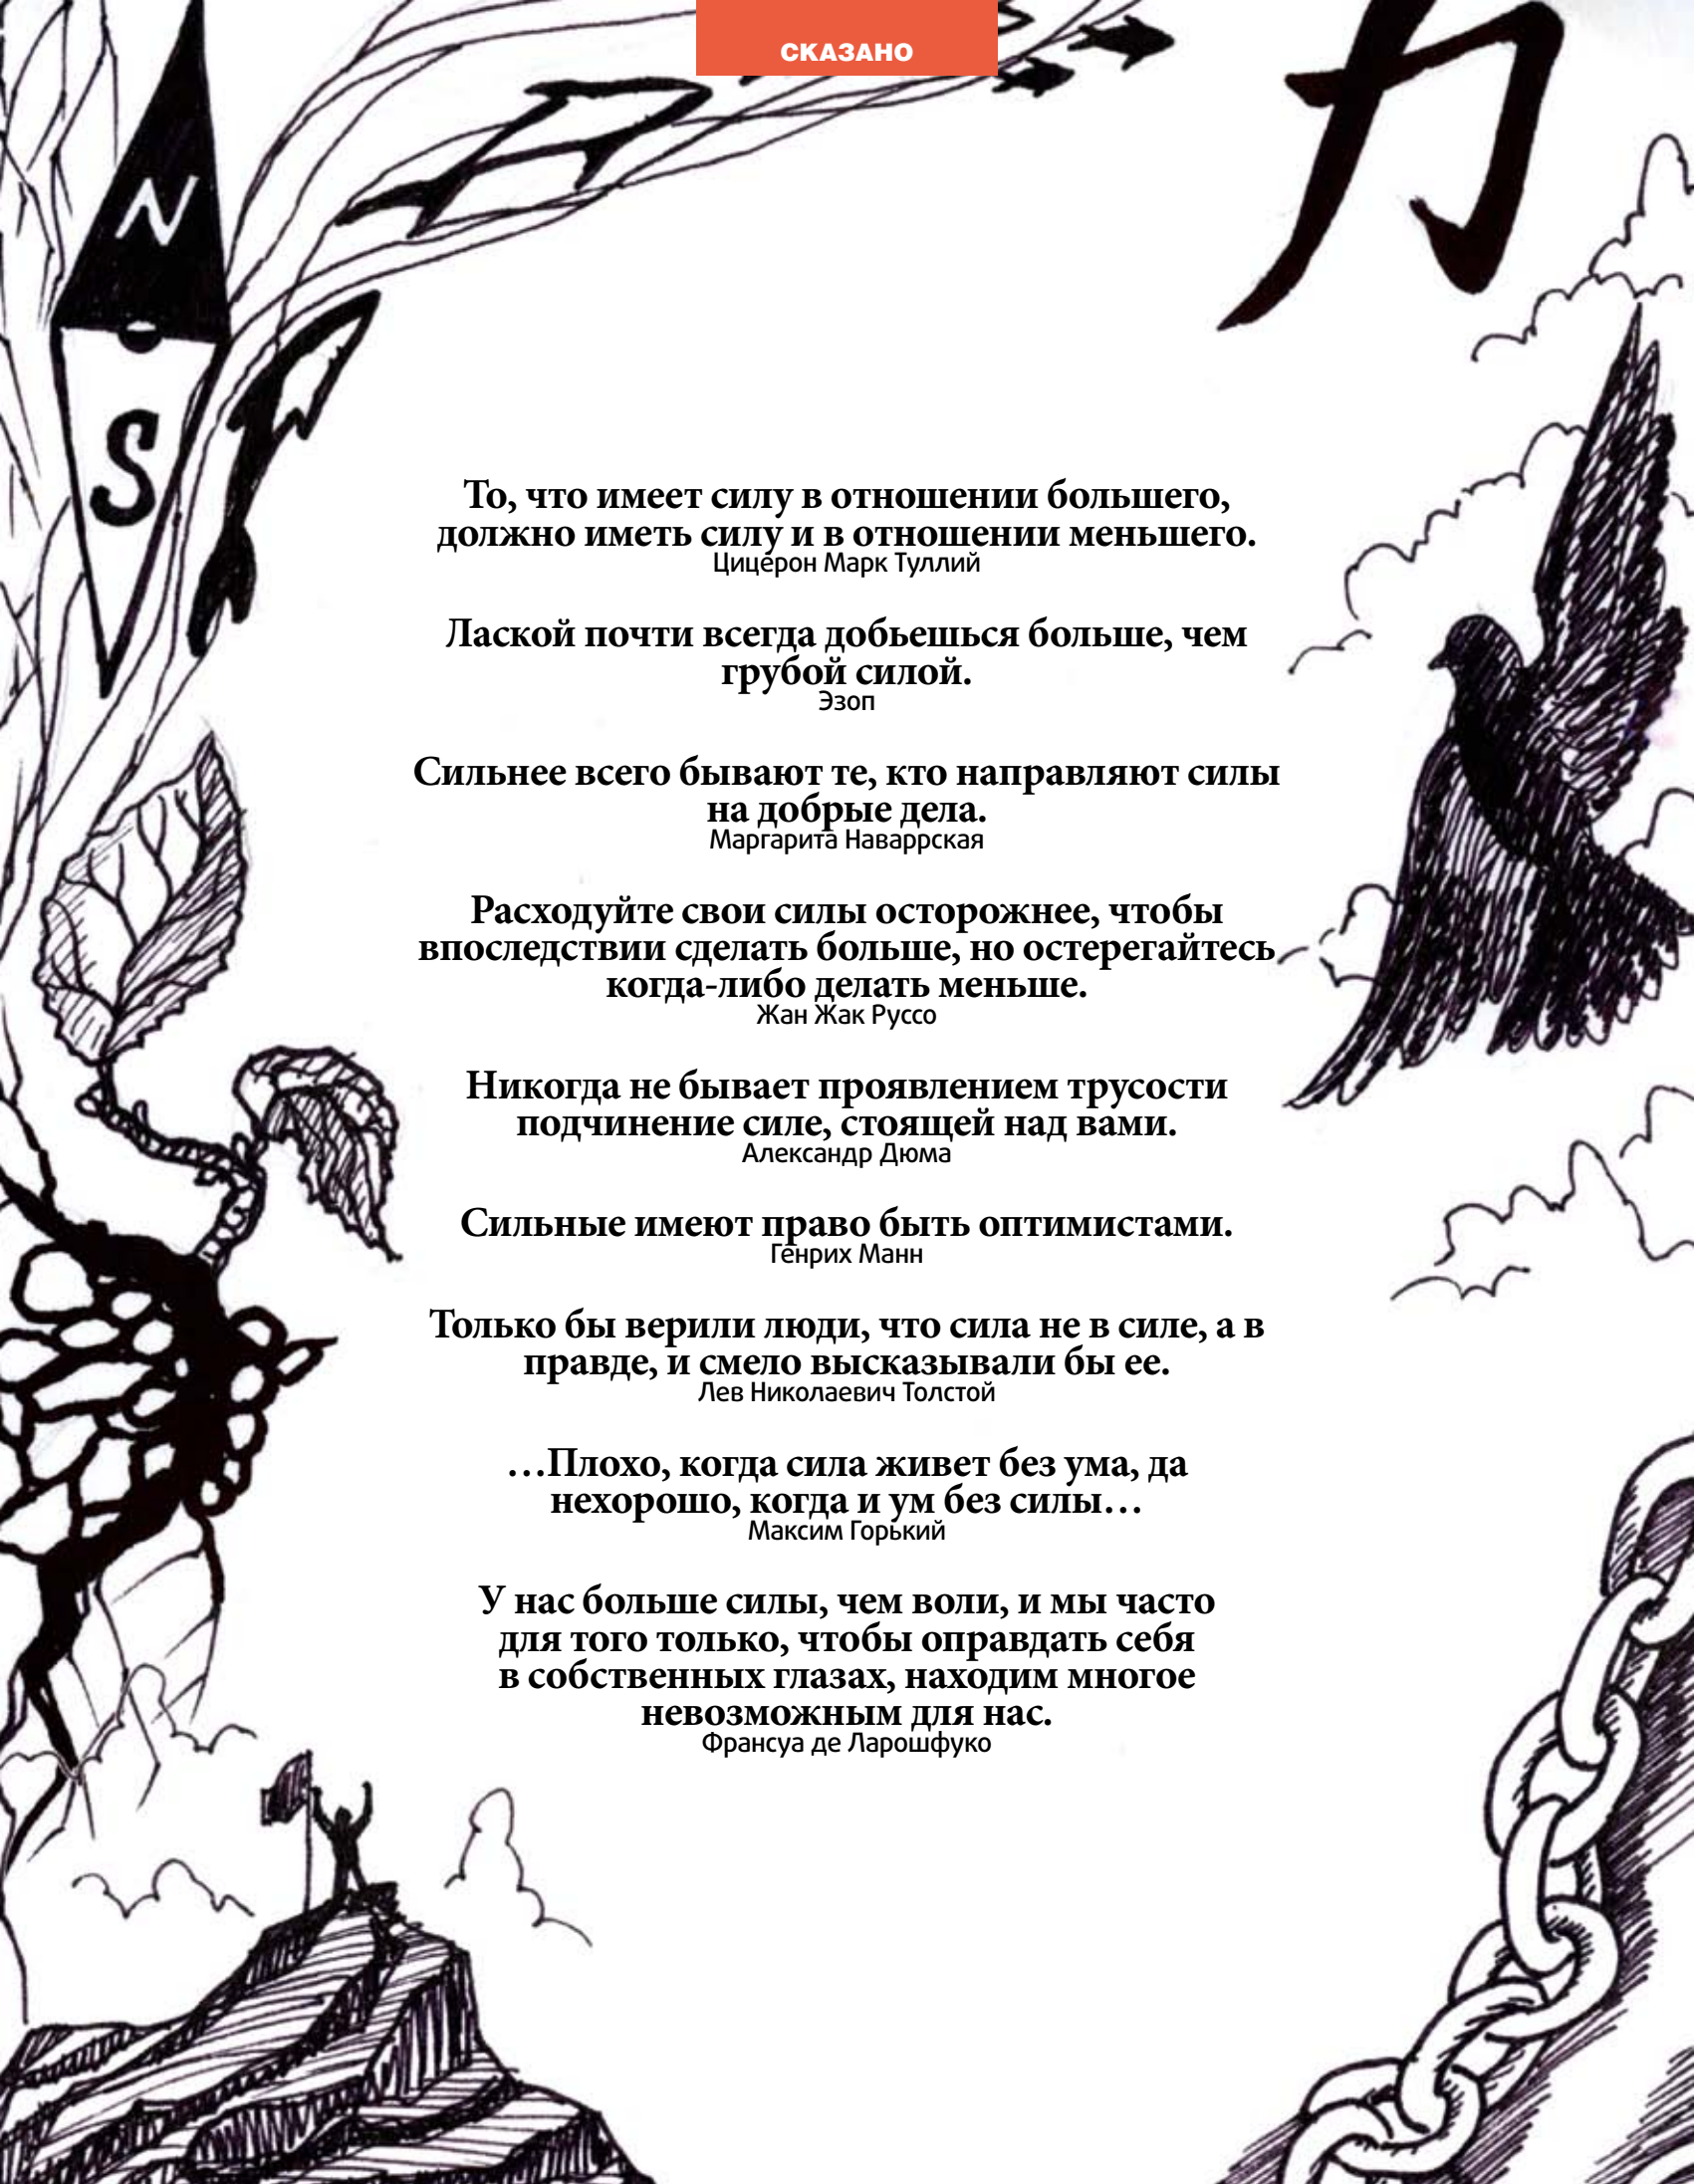 СКАЗАНО
力
N
S
То, что имеет силу в отношении большего,
должно иметь силу и в отношении меньшего.
Цицерон Марк Туллий
Лаской почти всегда добьешься больше, чем
грубой силой.
Эзоп
Сильнее всего бывают те, кто направляют силы
на добрые дела.
Маргарита Наваррская
Расходуйте свои силы осторожнее, чтобы
впоследствии сделать больше, но остерегайтесь
когда-либо делать меньше.
Жан Жак Руссо
Никогда не бывает проявлением трусости
подчинение силе, стоящей над вами.
Александр Дюма
Сильные имеют право быть оптимистами.
Генрих Манн
Только бы верили люди, что сила не в силе, а в
правде, и смело высказывали бы ее.
Лев Николаевич Толстой
…Плохо, когда сила живет без ума, да
нехорошо, когда и ум без силы…
Максим Горький
У нас больше силы, чем воли, и мы часто
для того только, чтобы оправдать себя
в собственных глазах, находим многое
невозможным для нас.
Франсуа де Ларошфуко